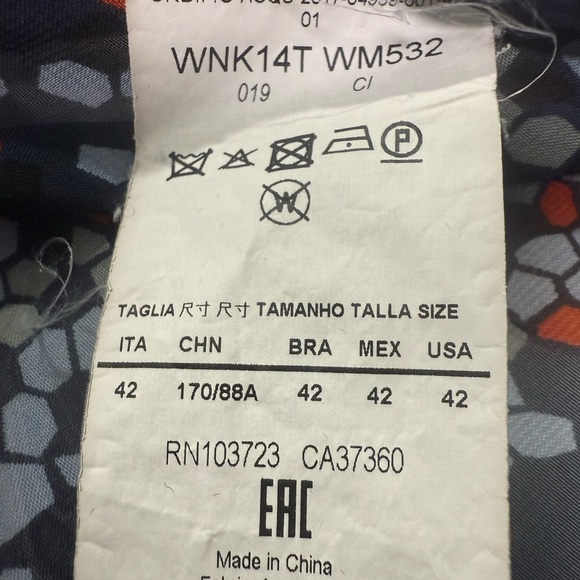 01
WNK14T WM532
019 CI
P
W
TAGLIA 尺寸 尺寸 TAMANHO TALLA SIZE
ITA CHN BRA MEX USA
42 170/88A 42 42 42
RN103723 CA37360
EAC
Made in China